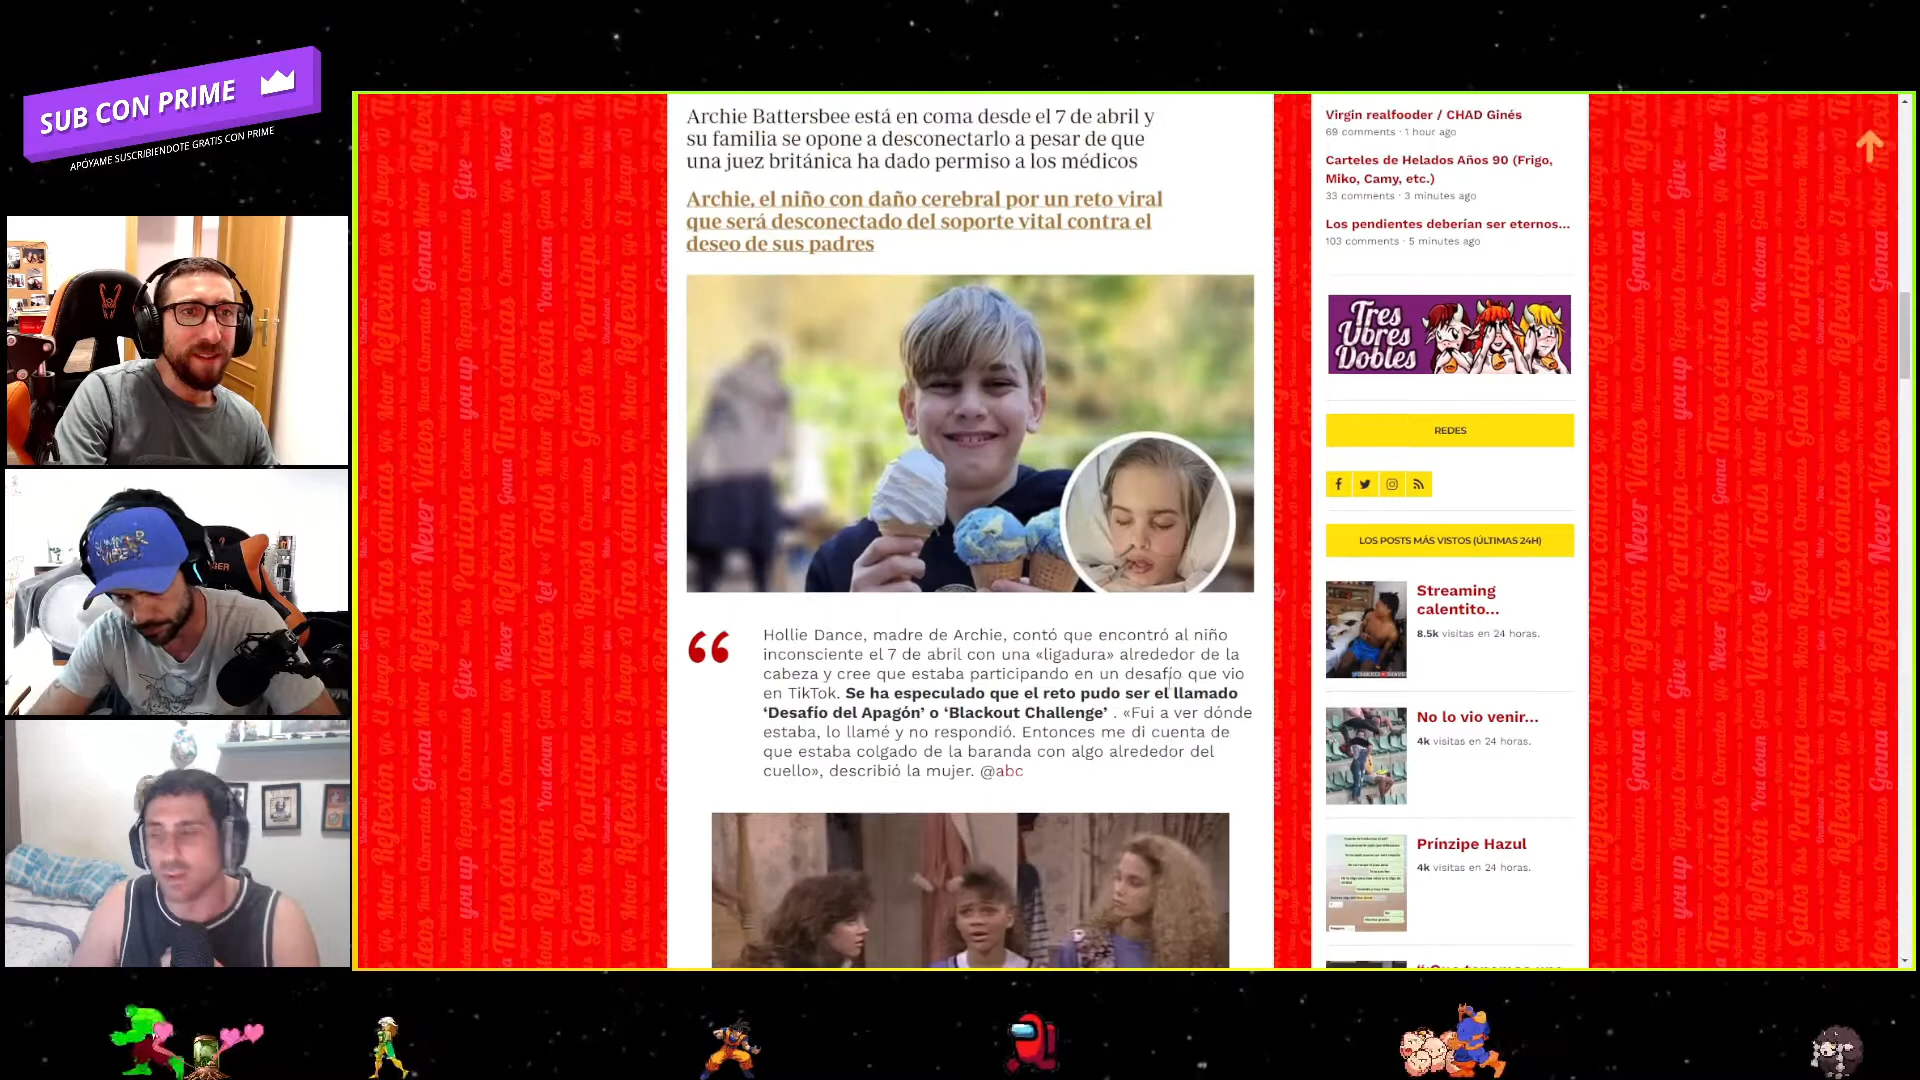 SUB CON PRIME
APÓYAME SUSCRIBIENDOTE GRATIS CON PRIME
SUMMER
VIBES
Archie Battersbee está en coma desde el 7 de abril y
su familia se opone a desconectarlo a pesar de que
una juez británica ha dado permiso a los médicos
Archie, el niño con daño cerebral por un reto viral
que será desconectado del soporte vital contra el
deseo de sus padres
“
Hollie Dance, madre de Archie, contó que encontró al niño
inconsciente el 7 de abril con una «ligadura» alrededor de la
cabeza y cree que estaba participando en un desafío que vio
en TikTok. Se ha especulado que el reto pudo ser el llamado
‘Desafío del Apagón’ o ‘Blackout Challenge’ . «Fui a ver dónde
estaba, lo llamé y no respondió. Entonces me di cuenta de
que estaba colgado de la baranda con algo alrededor del
cuello», describió la mujer. @abc
Virgin realfooder / CHAD Ginés
69 comments · 1 hour ago
Carteles de Helados Años 90 (Frigo,
Miko, Camy, etc.)
33 comments · 3 minutes ago
Los pendientes deberían ser eternos...
103 comments · 5 minutes ago
Tres
Ubres
Dobles
REDES
LOS POSTS MÁS VISTOS (ÚLTIMAS 24H)
Streaming
calentito...
8.5k visitas en 24 horas.
No lo vio venir...
4k visitas en 24 horas.
Prínzipe Hazul
4k visitas en 24 horas.